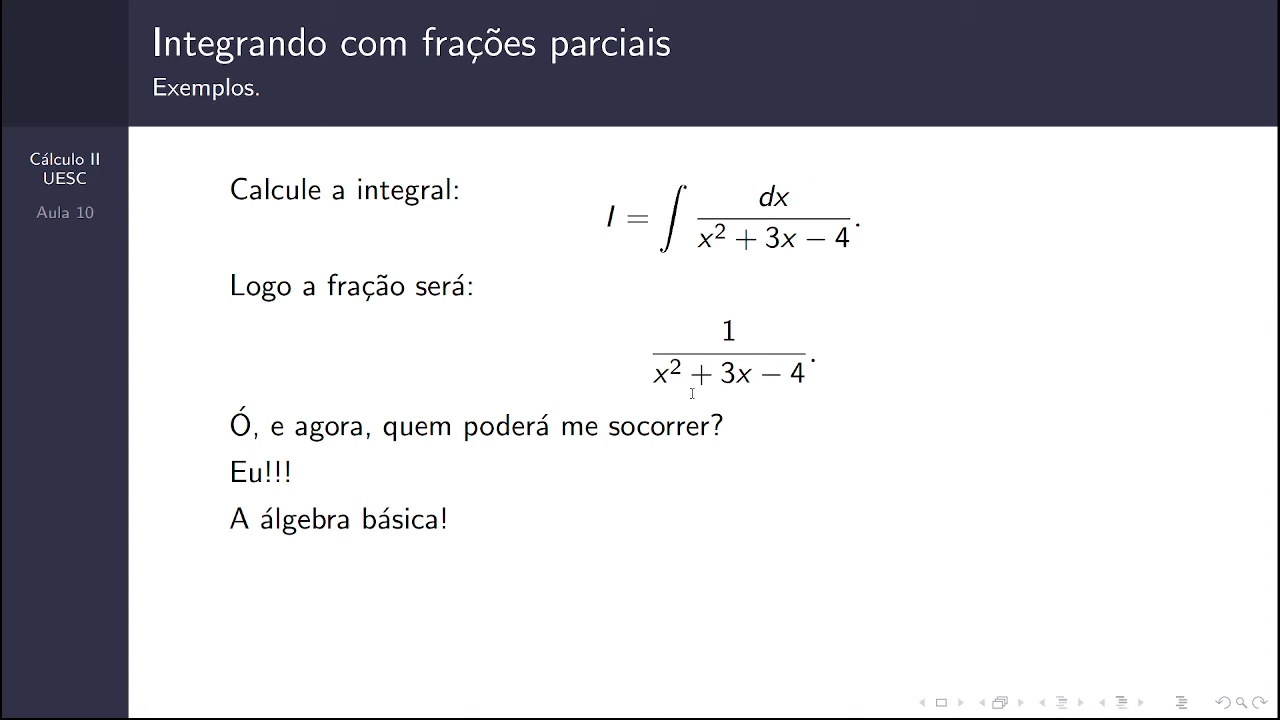 Integrando com frações parciais
Exemplos.
Cálculo II
UESC
Aula 10
Calcule a integral:
I = ∫ dx / (x² + 3x − 4).
Logo a fração será:
1 / (x² + 3x − 4).
Ó, e agora, quem poderá me socorrer?
Eu!!!
A álgebra básica!